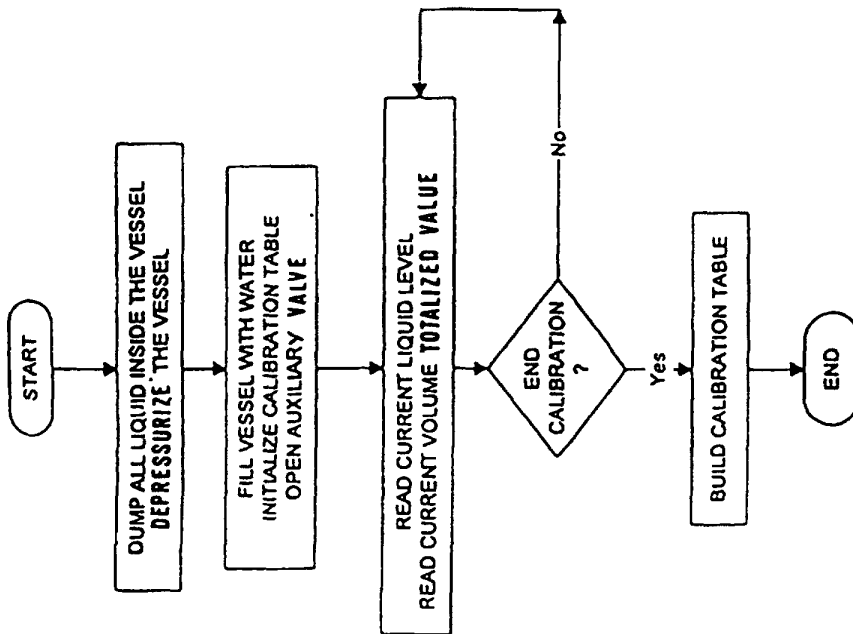 START
DUMP ALL LIQUID INSIDE THE VESSEL
DEPRESSURIZE THE VESSEL
FILL VESSEL WITH WATER
INITIALIZE CALIBRATION TABLE
OPEN AUXILIARY VALVE
READ CURRENT LIQUID LEVEL
READ CURRENT VOLUME TOTALIZED VALUE
END
CALIBRATION
?
No
Yes
BUILD CALIBRATION TABLE
END